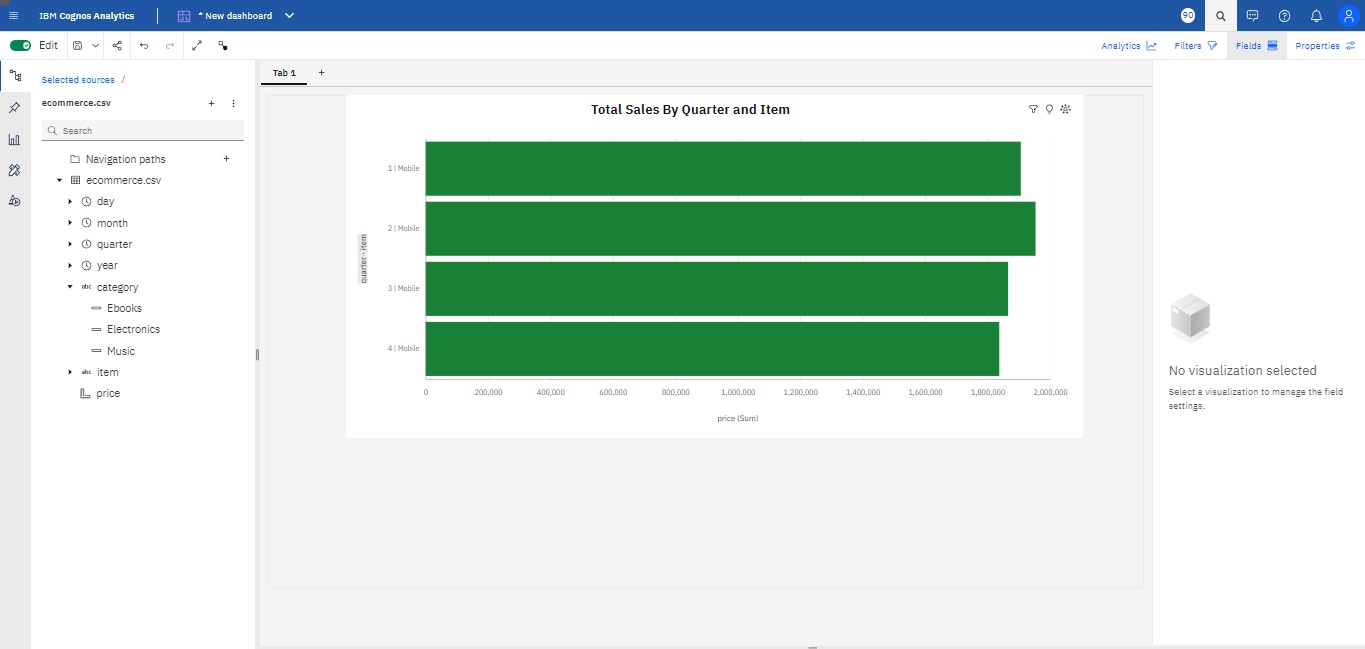 IBM Cognos Analytics
* New dashboard
90
Edit
Analytics
Filters
Fields
Properties
Selected sources /
ecommerce.csv
Search
Navigation paths
ecommerce.csv
day
month
quarter
year
abc category
Ebooks
Electronics
Music
abc item
price
Tab 1
Total Sales By Quarter and Item
quarter - item
1 | Mobile
2 | Mobile
3 | Mobile
4 | Mobile
0 200,000 400,000 600,000 800,000 1,000,000 1,200,000 1,400,000 1,600,000 1,800,000 2,000,000
price (Sum)
No visualization selected
Select a visualization to manage the field
settings.